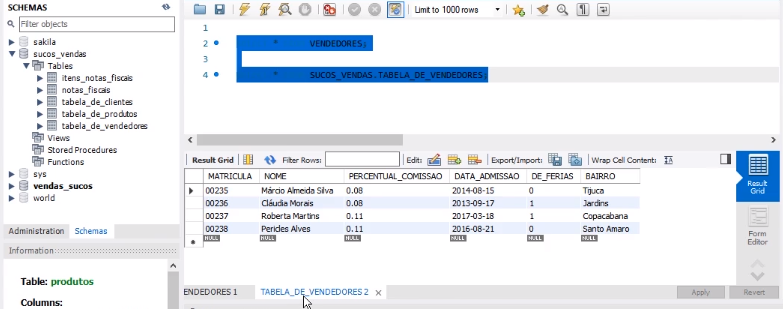 SCHEMAS
Filter objects
sakila
sucos_vendas
Tables
itens_notas_fiscais
notas_fiscais
tabela_de_clientes
tabela_de_produtos
tabela_de_vendedores
Views
Stored Procedures
Functions
sys
vendas_sucos
world
Administration Schemas
Information
Table: produtos
Columns:
Limit to 1000 rows
1
2 * VENDEDORES;
3
4 * SUCOS_VENDAS.TABELA_DE_VENDEDORES;
Result Grid Filter Rows: Edit: Export/Import: Wrap Cell Content:
MATRICULA NOME PERCENTUAL_COMISSAO DATA_ADMISSAO DE_FERIAS BAIRRO
00235 Márcio Almeida Silva 0.08 2014-08-15 0 Tijuca
00236 Cláudia Morais 0.08 2013-09-17 1 Jardins
00237 Roberta Martins 0.11 2017-03-18 1 Copacabana
00238 Pericles Alves 0.11 2016-08-21 0 Santo Amaro
NULL NULL NULL NULL NULL NULL
Result
Grid
Form
Editor
ENDEDORES 1 TABELA_DE_VENDEDORES 2
Apply Revert